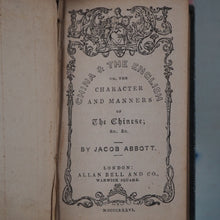 CHINA & THE ENGLISH
OR, THE
CHARACTER
AND MANNERS
OF
The Chinese;
&c. &c.
BY JACOB ABBOTT.
LONDON:
ALLAN BELL AND CO.
WARWICK SQUARE.
MDCCCXXXVI.